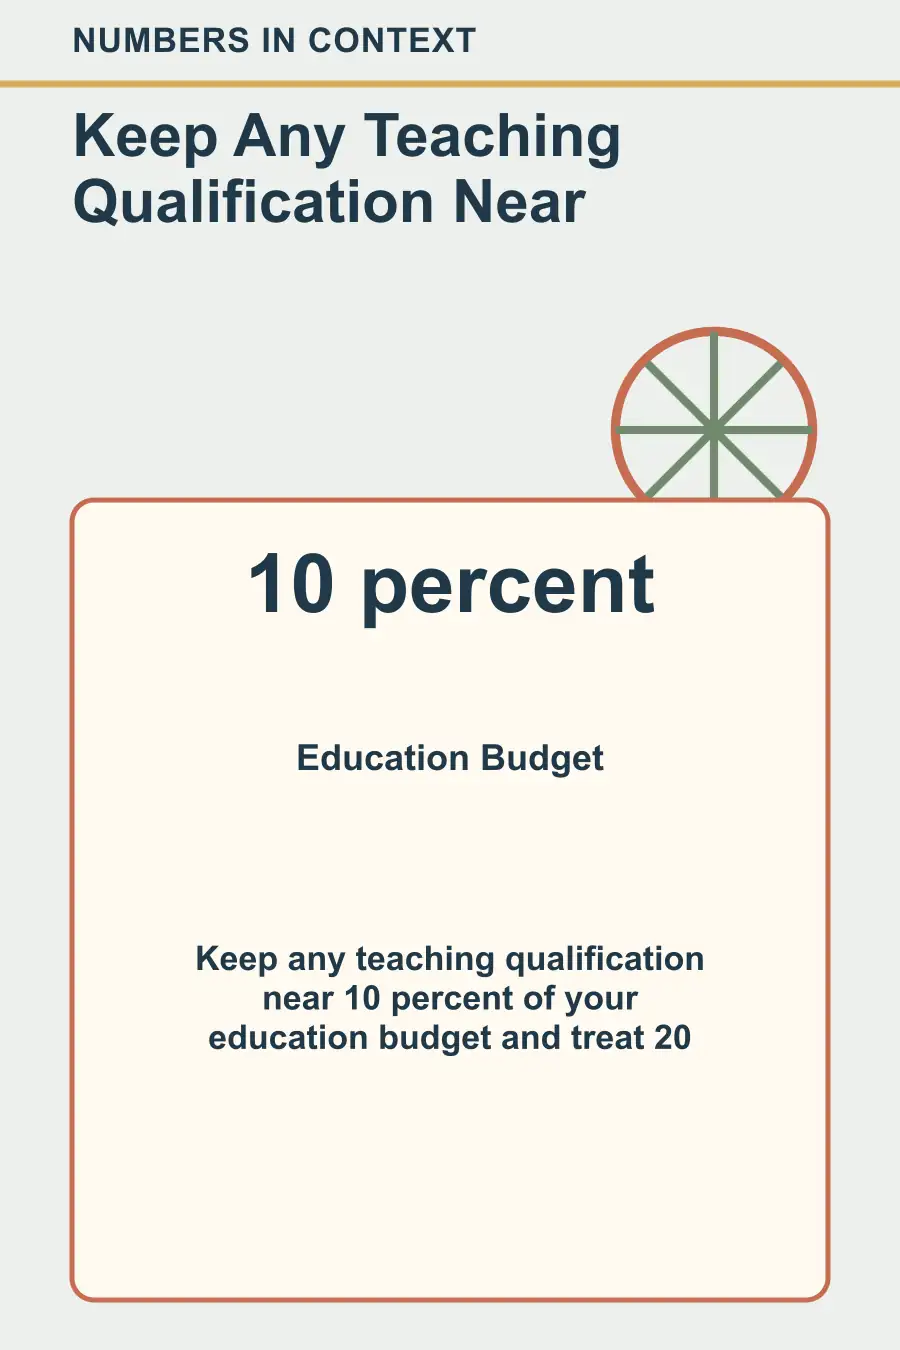 NUMBERS IN CONTEXT
Keep Any Teaching
Qualification Near
10 percent
Education Budget
Keep any teaching qualification
near 10 percent of your
education budget and treat 20